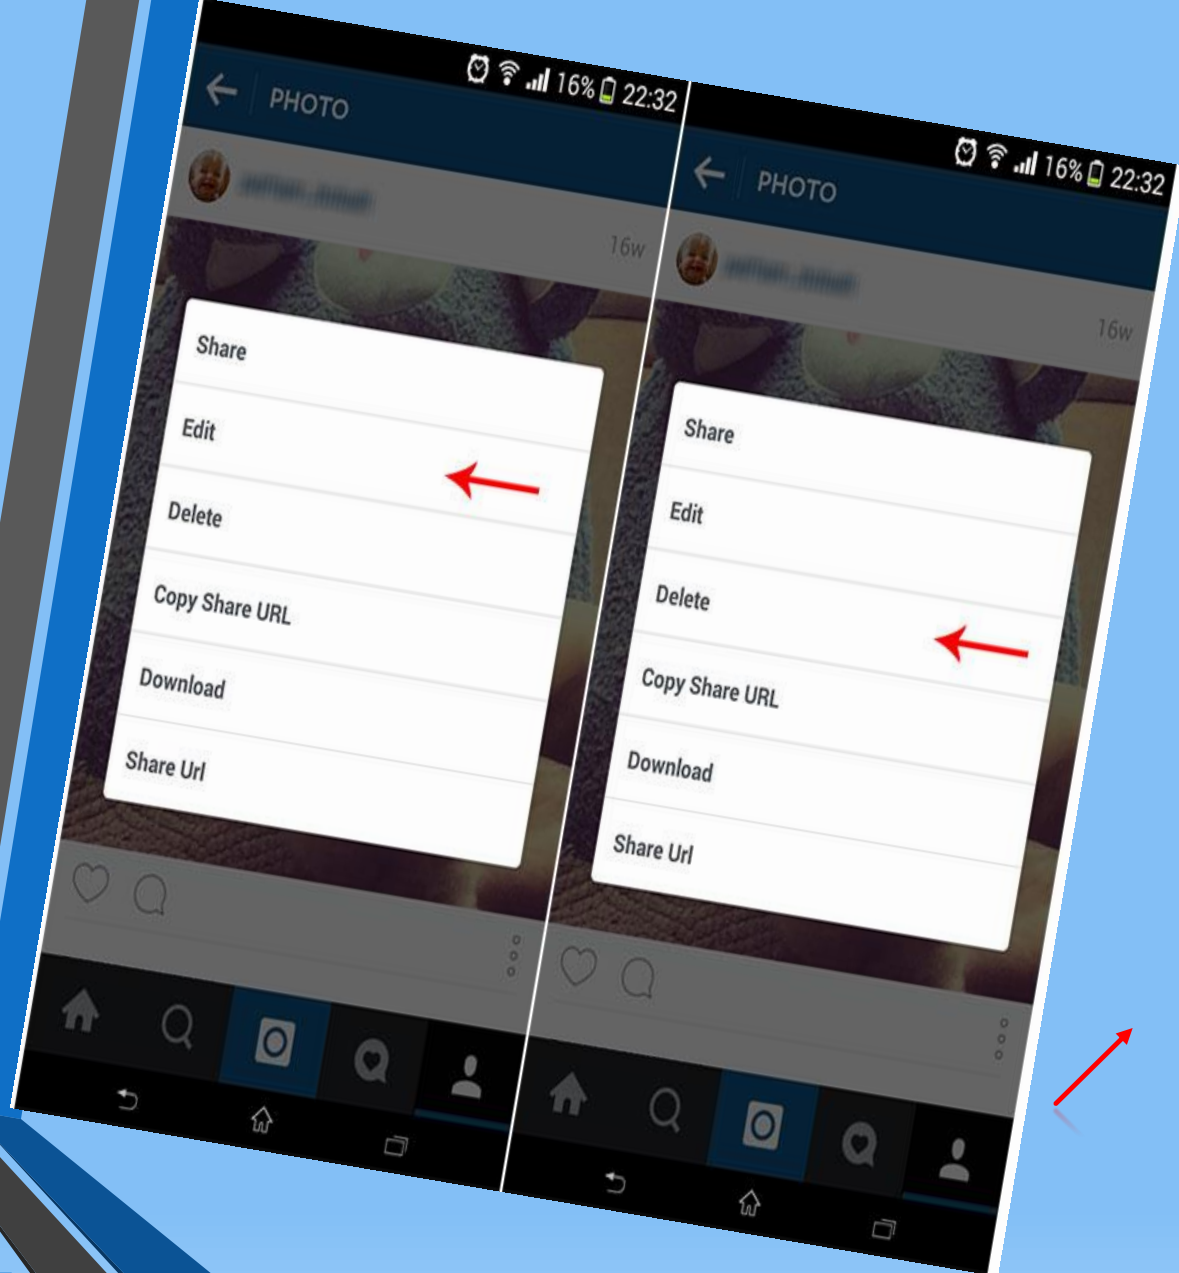 16% 22:32
PHOTO
16w
Share
Edit
Delete
Copy Share URL
Download
Share Url
16% 22:32
PHOTO
16w
Share
Edit
Delete
Copy Share URL
Download
Share Url